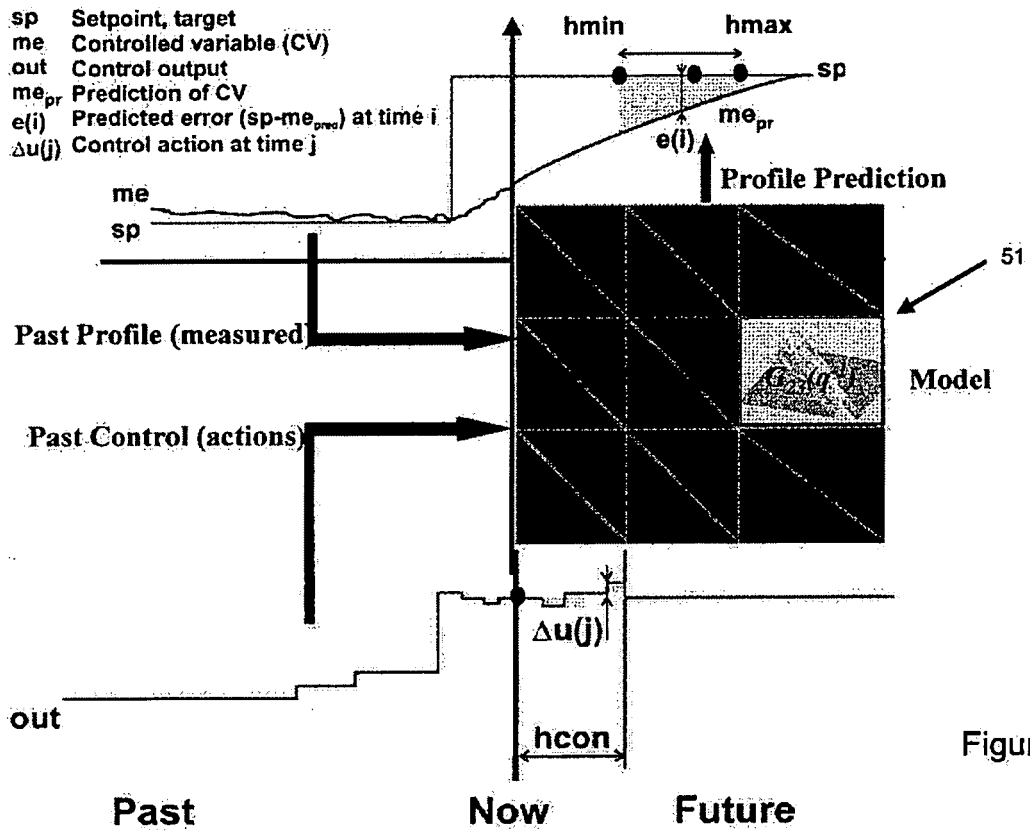 sp Setpoint, target
me Controlled variable (CV)
out Control output
me_pr Prediction of CV
e(i) Predicted error (sp-me_pred) at time i
Δu(j) Control action at time j
hmin hmax
sp
me_pr
e(i)
Profile Prediction
me
sp
51
Past Profile (measured)
Model
Past Control (actions)
Δu(j)
out
hcon
Figur
Past Now Future